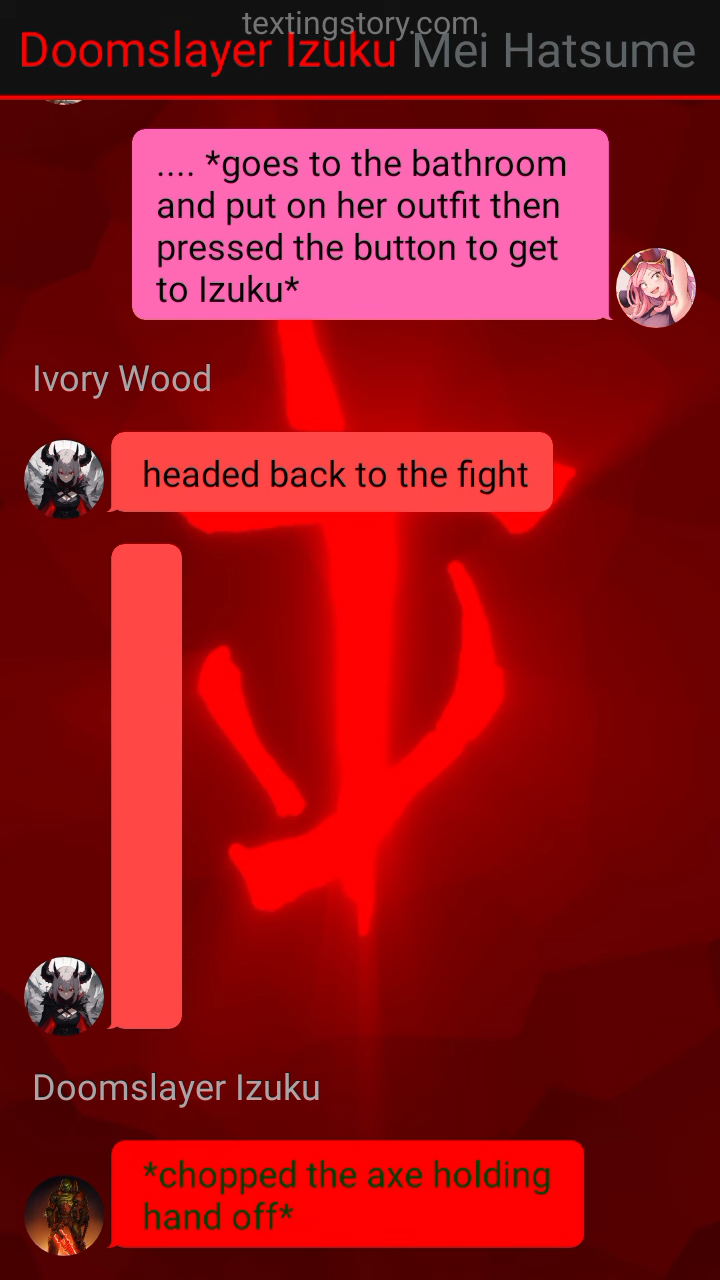 textingstory.com
Doomslayer Izuku Mei Hatsume
.... *goes to the bathroom
and put on her outfit then
pressed the button to get
to Izuku*
Ivory Wood
headed back to the fight
Doomslayer Izuku
*chopped the axe holding
hand off*